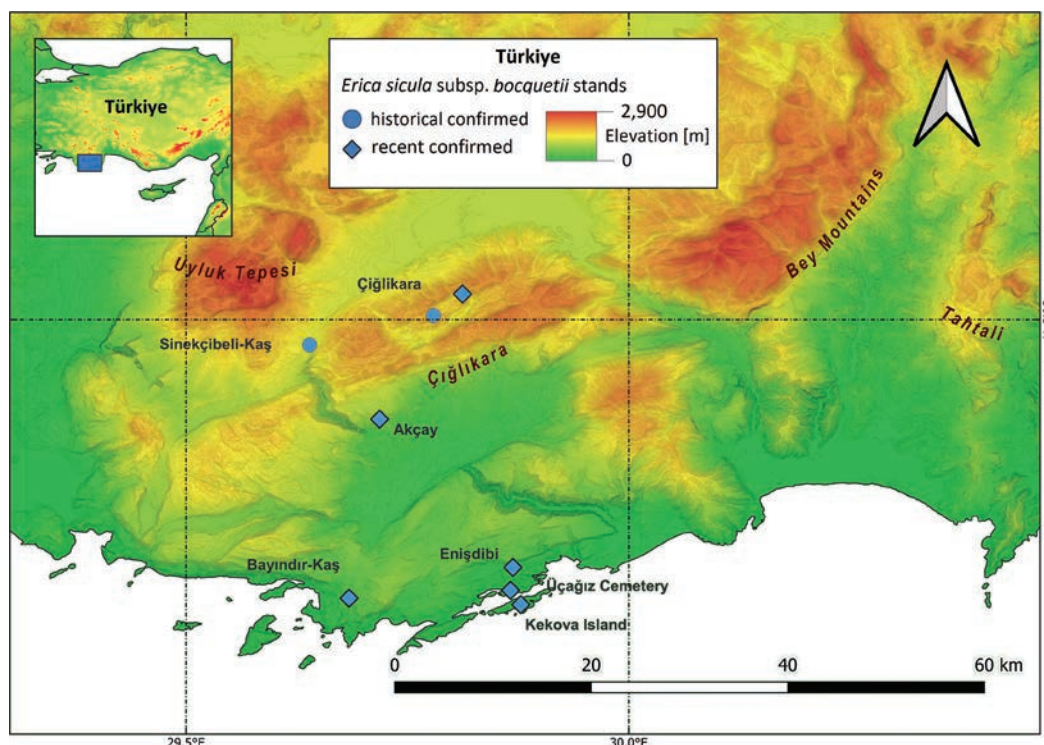 Türkiye
Türkiye
Erica sicula subsp. bocquetii stands
historical confirmed
recent confirmed
2,900
Elevation [m]
0
Bey Mountains
Uyluk Tepesi
Çiğlikara
Tahtali
Sinekçibeli-Kaş
Çığlıkara
Akçay
Enişdibi
Bayındır-Kaş
Üçağız Cemetery
Kekova Island
0 20 40 60 km
29.5°E 30.0°E